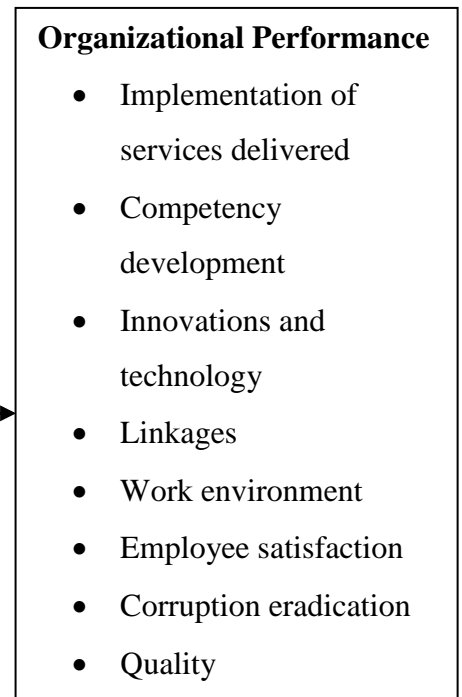 Organizational Performance
• Implementation of
services delivered
• Competency
development
• Innovations and
technology
• Linkages
• Work environment
• Employee satisfaction
• Corruption eradication
• Quality